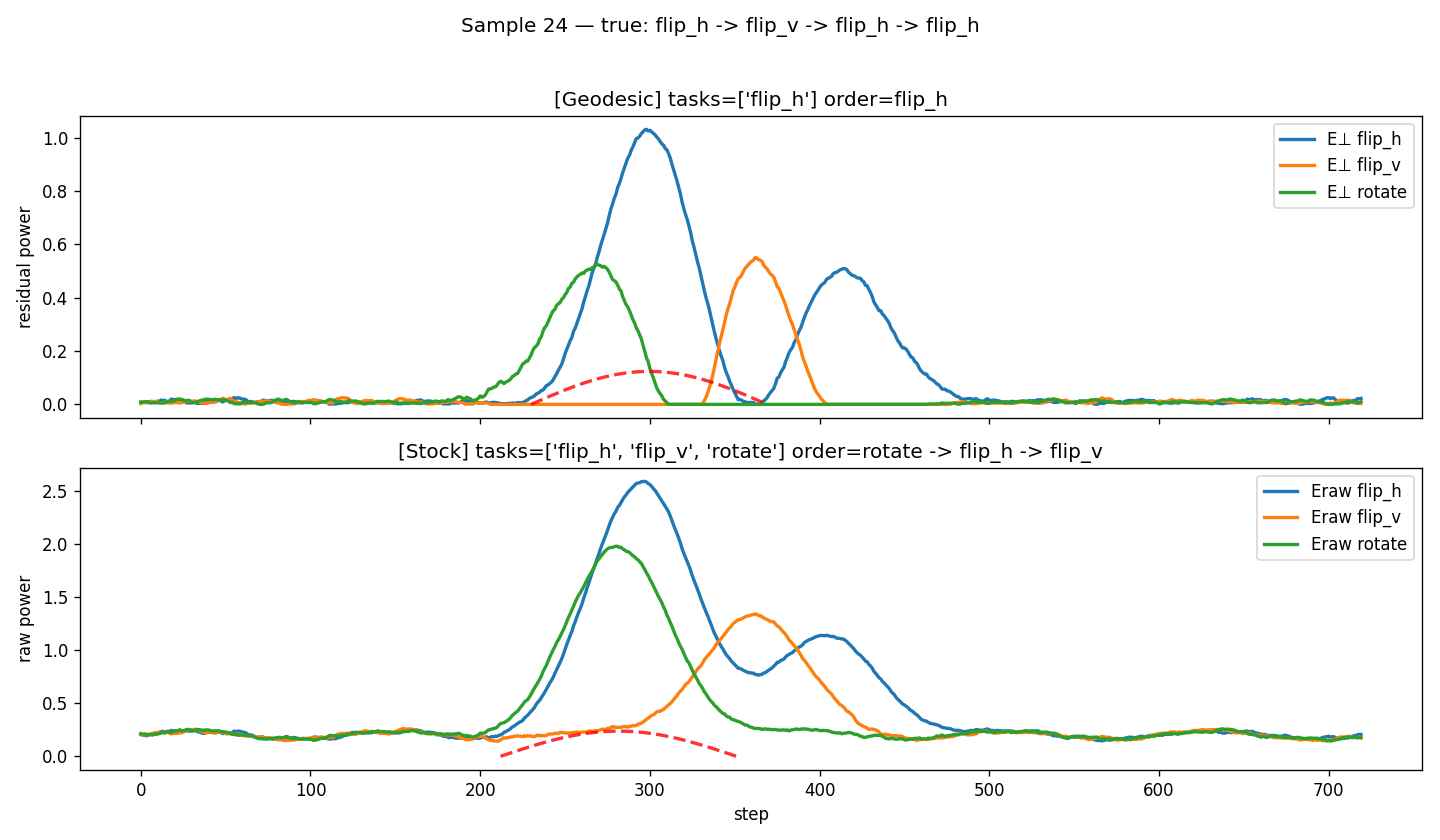 Sample 24 — true: flip_h -> flip_v -> flip_h -> flip_h
[Geodesic] tasks=['flip_h'] order=flip_h
residual power
1.0
0.8
0.6
0.4
0.2
0.0
E⊥ flip_h
E⊥ flip_v
E⊥ rotate
[Stock] tasks=['flip_h', 'flip_v', 'rotate'] order=rotate -> flip_h -> flip_v
raw power
2.5
2.0
1.5
1.0
0.5
0.0
Eraw flip_h
Eraw flip_v
Eraw rotate
0 100 200 300 400 500 600 700
step